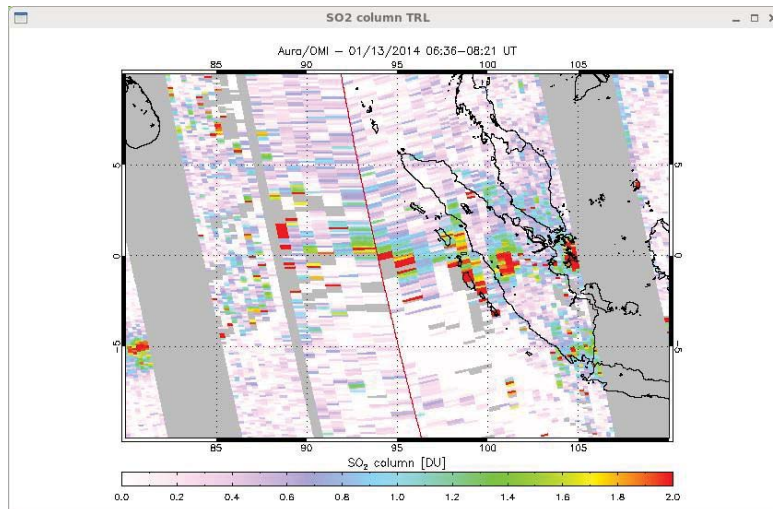 SO2 column TRL
Aura/OMI - 01/13/2014 06:36-08:21 UT
85 90 95 100 105
5 5
0 0
-5 -5
85 90 95 100 105
SO2 column [DU]
0.0 0.2 0.4 0.6 0.8 1.0 1.2 1.4 1.6 1.8 2.0